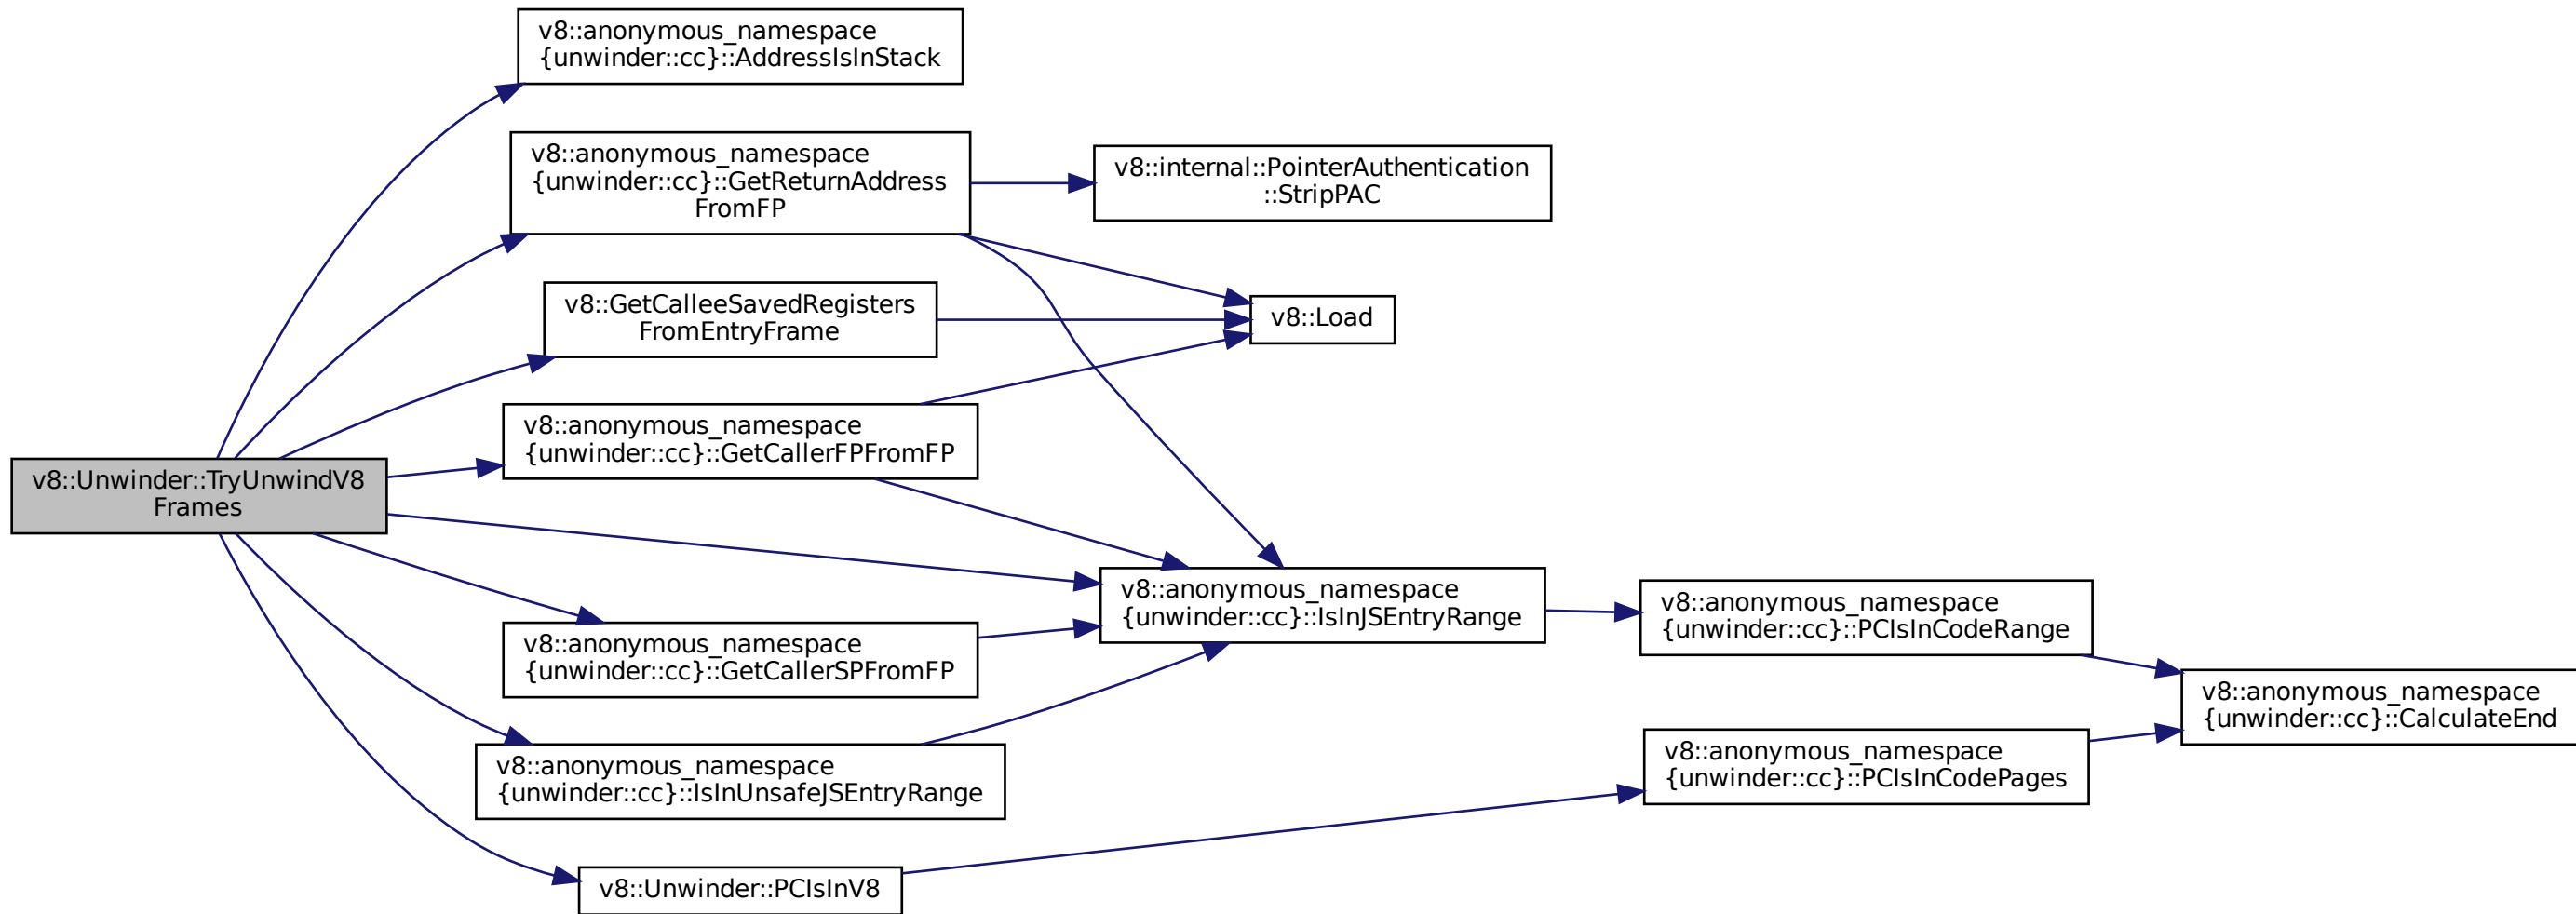 v8::anonymous_namespace
{unwinder::cc}::AddressIsInStack
v8::anonymous_namespace
{unwinder::cc}::GetReturnAddress
FromFP
v8::internal::PointerAuthentication
::StripPAC
v8::GetCalleeSavedRegisters
FromEntryFrame
v8::Load
v8::anonymous_namespace
{unwinder::cc}::GetCallerFPFromFP
v8::Unwinder::TryUnwindV8
Frames
v8::anonymous_namespace
{unwinder::cc}::IsInJSEntryRange
v8::anonymous_namespace
{unwinder::cc}::PCIsInCodeRange
v8::anonymous_namespace
{unwinder::cc}::GetCallerSPFromFP
v8::anonymous_namespace
{unwinder::cc}::CalculateEnd
v8::anonymous_namespace
{unwinder::cc}::IsInUnsafeJSEntryRange
v8::anonymous_namespace
{unwinder::cc}::PCIsInCodePages
v8::Unwinder::PCIsInV8